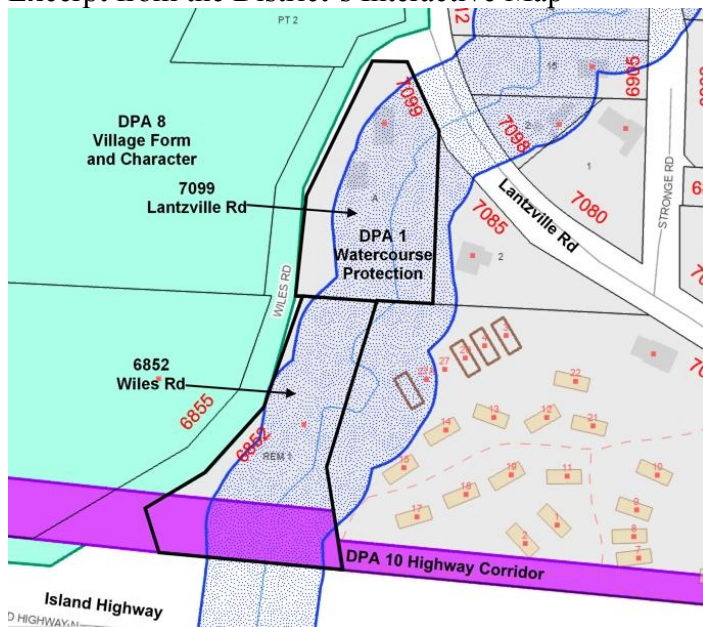 Excerpt from the District's Interactive Map
PT 2
DPA 8
Village Form
and Character
7099
Lantzville Rd
7099
A
DPA 1
Watercourse
Protection
15
6905
2
7098
1
7080
Lantzville Rd
7085
2
STRONGE RD
WILES RD
6852
Wiles Rd
6855
6852
REM 1
27
22
13
12
21
14
15
19
11
10
18
17
9
1
8
2
7
DPA 10 Highway Corridor
Island Highway
D HIGHWAY N